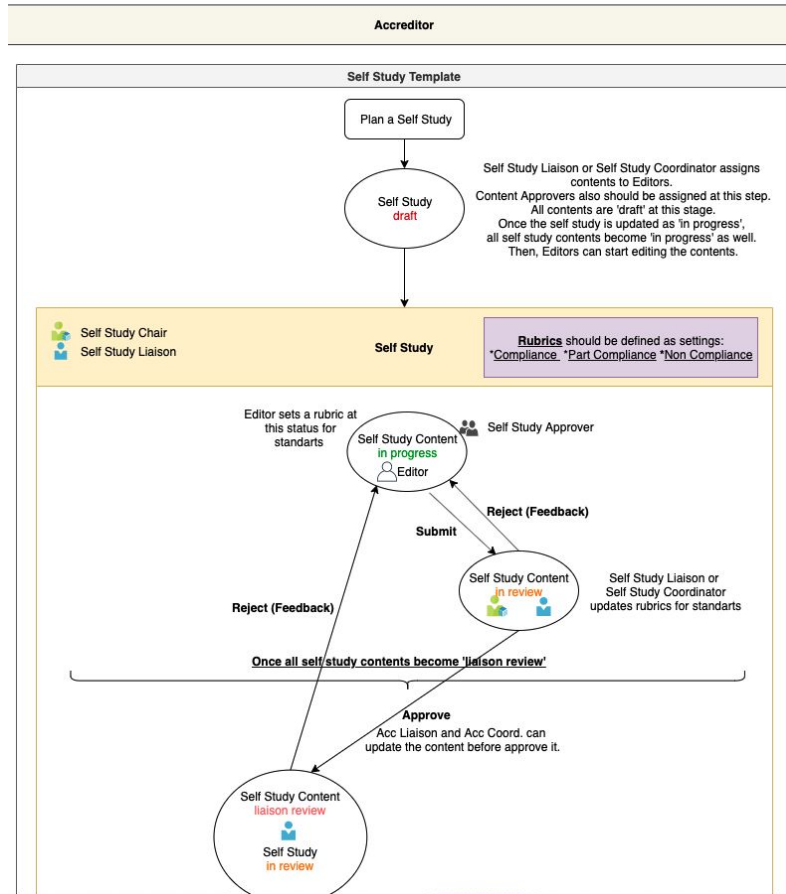 Accreditor
Self Study Template
Plan a Self Study
Self Study
draft
Self Study Liaison or Self Study Coordinator assigns
contents to Editors.
Content Approvers also should be assigned at this step.
All contents are 'draft' at this stage.
Once the self study is updated as 'in progress',
all self study contents become 'in progress' as well.
Then, Editors can start editing the contents.
Self Study Chair
Self Study Liaison
Self Study
Rubrics should be defined as settings:
*Compliance *Part Compliance *Non Compliance
Editor sets a rubric at
this status for
standarts
Self Study Content
in progress
Editor
Self Study Approver
Reject (Feedback)
Submit
Self Study Content
in review
Self Study Liaison or
Self Study Coordinator
updates rubrics for standarts
Reject (Feedback)
Once all self study contents become 'liaison review'
Approve
Acc Liaison and Acc Coord. can
update the content before approve it.
Self Study Content
liaison review
Self Study
in review